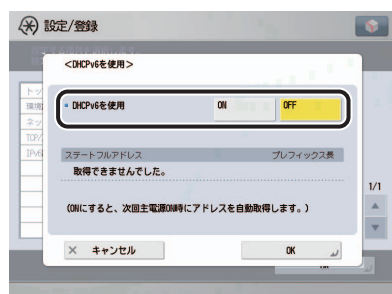 設定/登録
<DHCPv6を使用>
DHCPv6を使用
ON
OFF
ステートフルアドレス
プレフィックス長
取得できませんでした。
(ONにすると、次回主電源ON時にアドレスを自動取得します。)
1/1
× キャンセル
OK